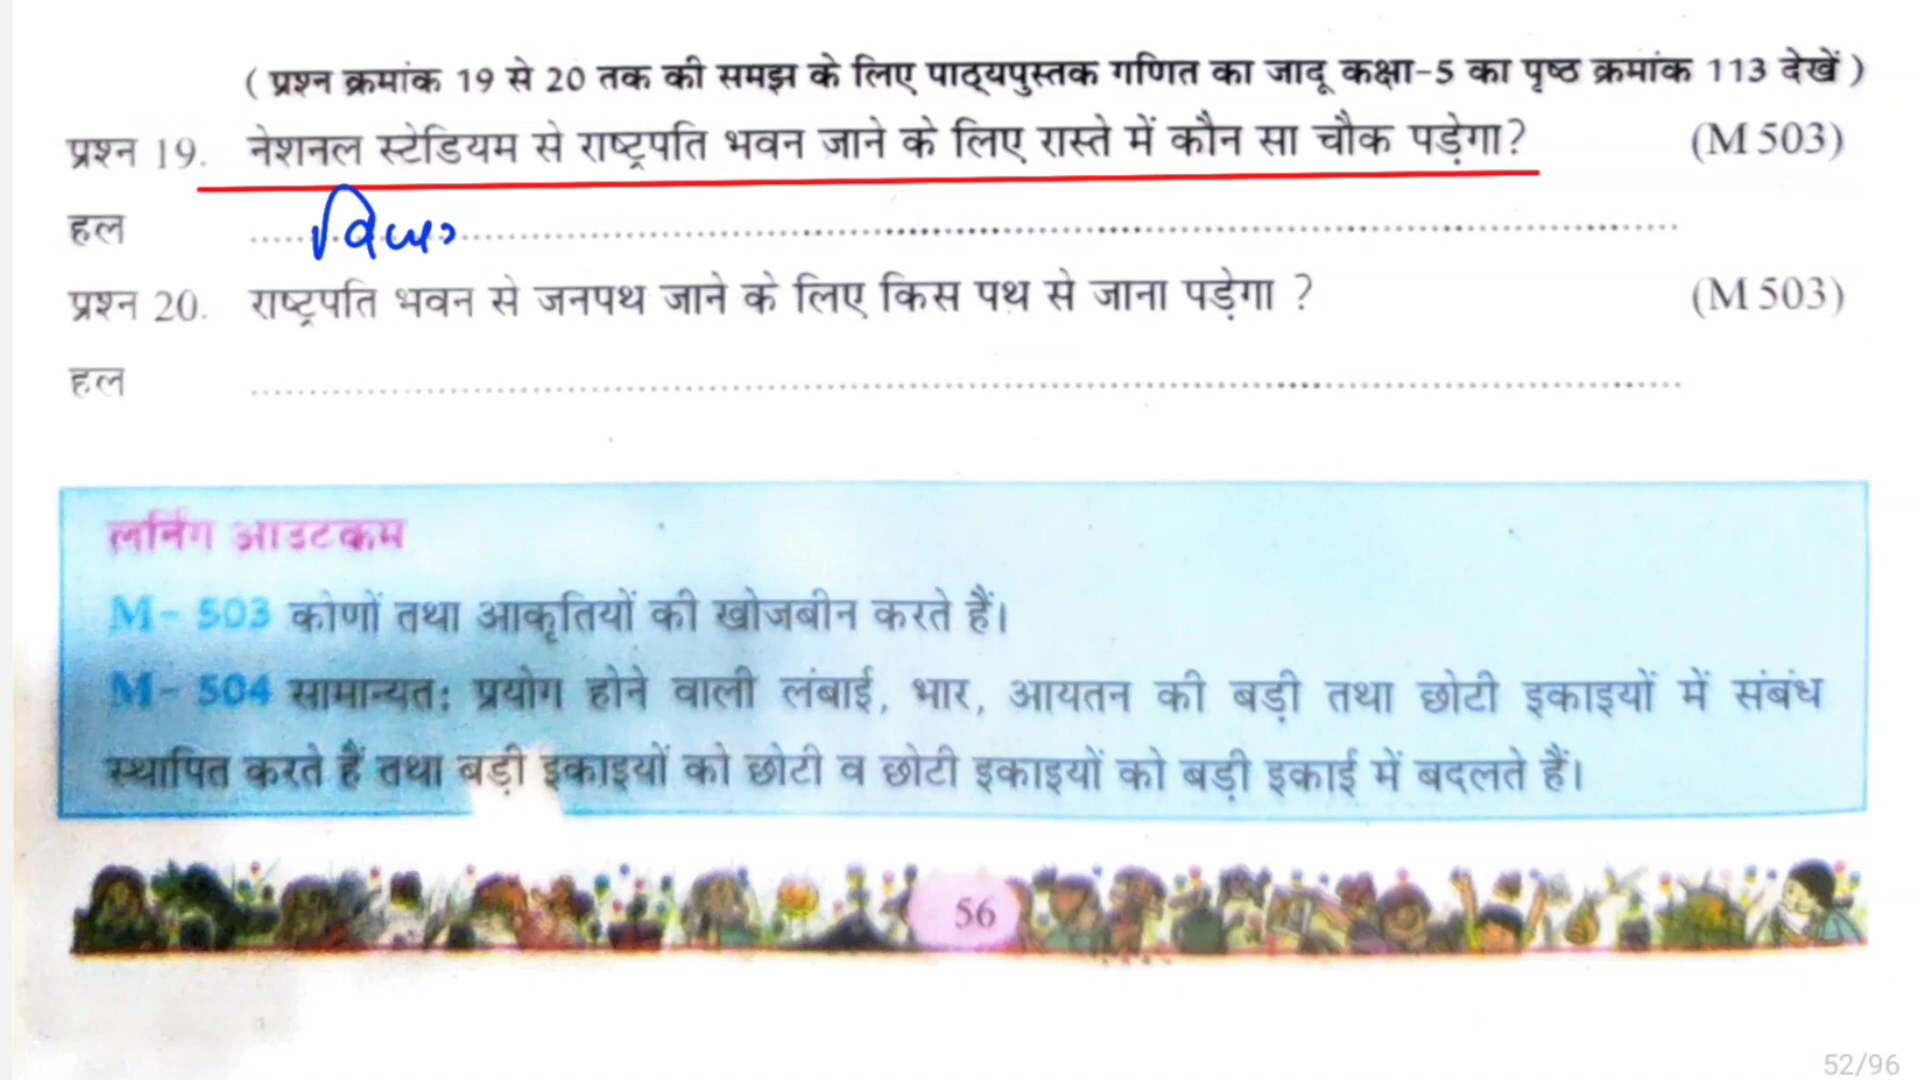 ( प्रश्न क्रमांक 19 से 20 तक की समझ के लिए पाठ्यपुस्तक गणित का जादू कक्षा-5 का पृष्ठ क्रमांक 113 देखें )
प्रश्न 19. नेशनल स्टेडियम से राष्ट्रपति भवन जाने के लिए रास्ते में कौन सा चौक पड़ेगा? (M 503)
हल
प्रश्न 20. राष्ट्रपति भवन से जनपथ जाने के लिए किस पथ से जाना पड़ेगा ? (M 503)
हल
लर्निंग आउटकम
M- 503 कोणों तथा आकृतियों की खोजबीन करते हैं।
M- 504 सामान्यत: प्रयोग होने वाली लंबाई, भार, आयतन की बड़ी तथा छोटी इकाइयों में संबंध
स्थापित करते हैं तथा बड़ी इकाइयों को छोटी व छोटी इकाइयों को बड़ी इकाई में बदलते हैं।
56
52/96